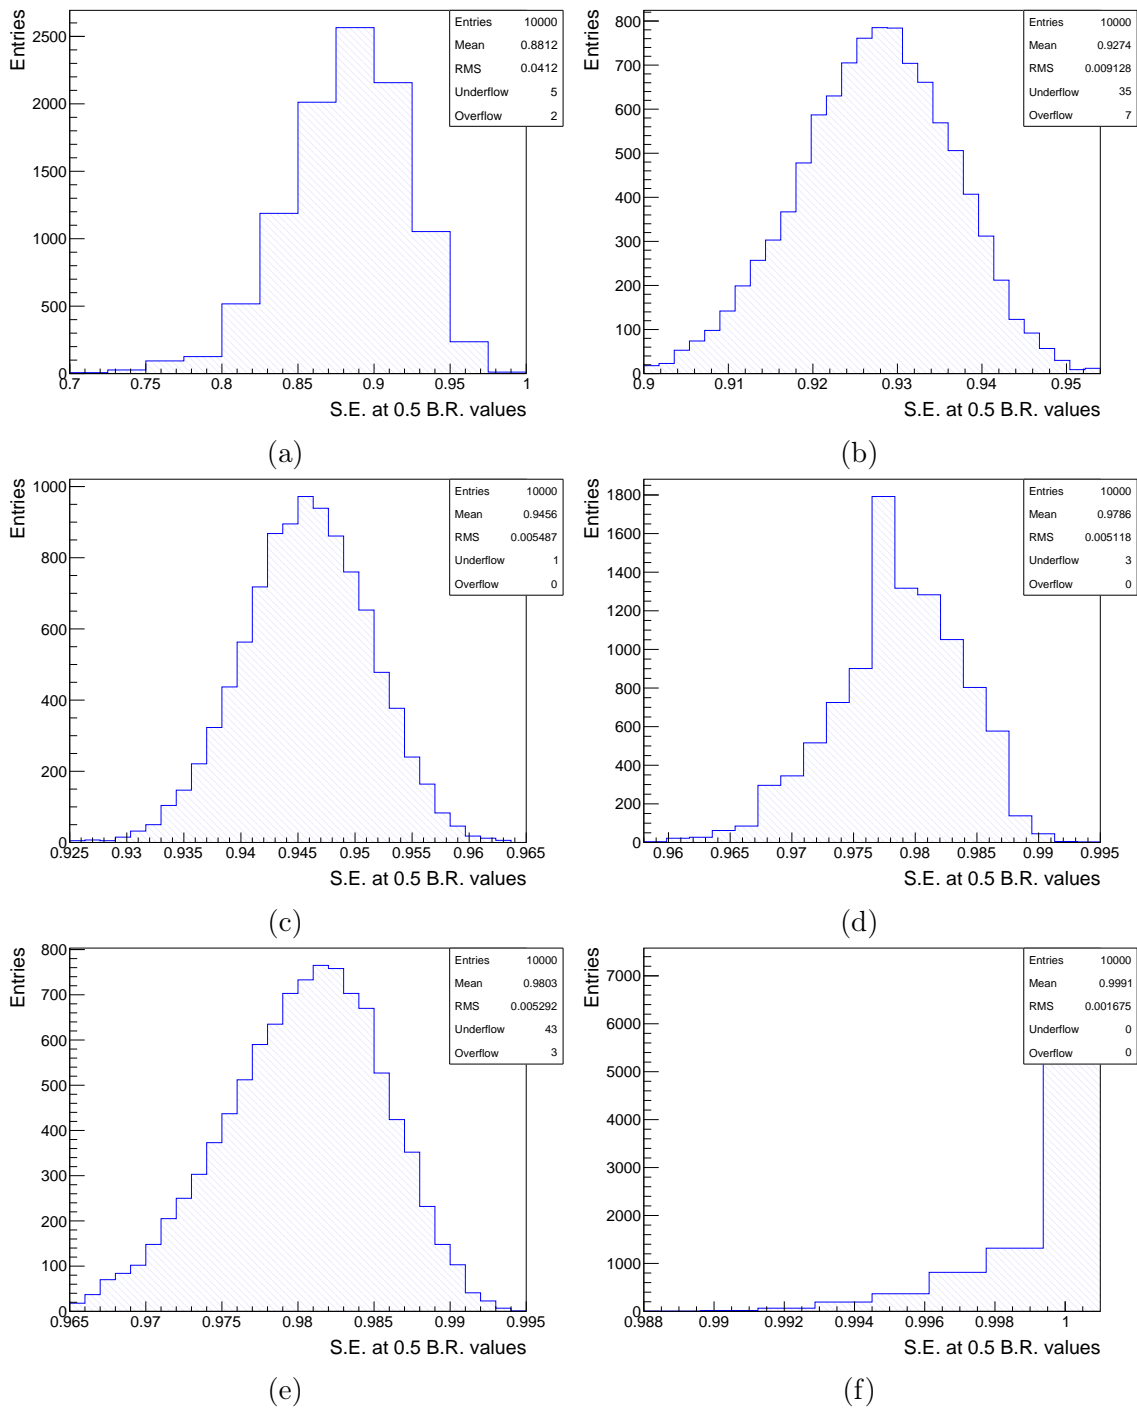 Entries
2500
2000
1500
1000
500
0
0.7 0.75 0.8 0.85 0.9 0.95 1
S.E. at 0.5 B.R. values
Entries 10000
Mean 0.8812
RMS 0.0412
Underflow 5
Overflow 2
(a)
Entries
800
700
600
500
400
300
200
100
0
0.9 0.91 0.92 0.93 0.94 0.95
S.E. at 0.5 B.R. values
Entries 10000
Mean 0.9274
RMS 0.009128
Underflow 35
Overflow 7
(b)
Entries
1000
800
600
400
200
0
0.925 0.93 0.935 0.94 0.945 0.95 0.955 0.96 0.965
S.E. at 0.5 B.R. values
Entries 10000
Mean 0.9456
RMS 0.005487
Underflow 1
Overflow 0
(c)
Entries
1800
1600
1400
1200
1000
800
600
400
200
0
0.96 0.965 0.97 0.975 0.98 0.985 0.99 0.995
S.E. at 0.5 B.R. values
Entries 10000
Mean 0.9786
RMS 0.005118
Underflow 3
Overflow 0
(d)
Entries
800
700
600
500
400
300
200
100
0
0.965 0.97 0.975 0.98 0.985 0.99 0.995
S.E. at 0.5 B.R. values
Entries 10000
Mean 0.9803
RMS 0.005292
Underflow 43
Overflow 3
(e)
Entries
7000
6000
5000
4000
3000
2000
1000
0
0.988 0.99 0.992 0.994 0.996 0.998 1
S.E. at 0.5 B.R. values
Entries 10000
Mean 0.9991
RMS 0.001675
Underflow 0
Overflow 0
(f)